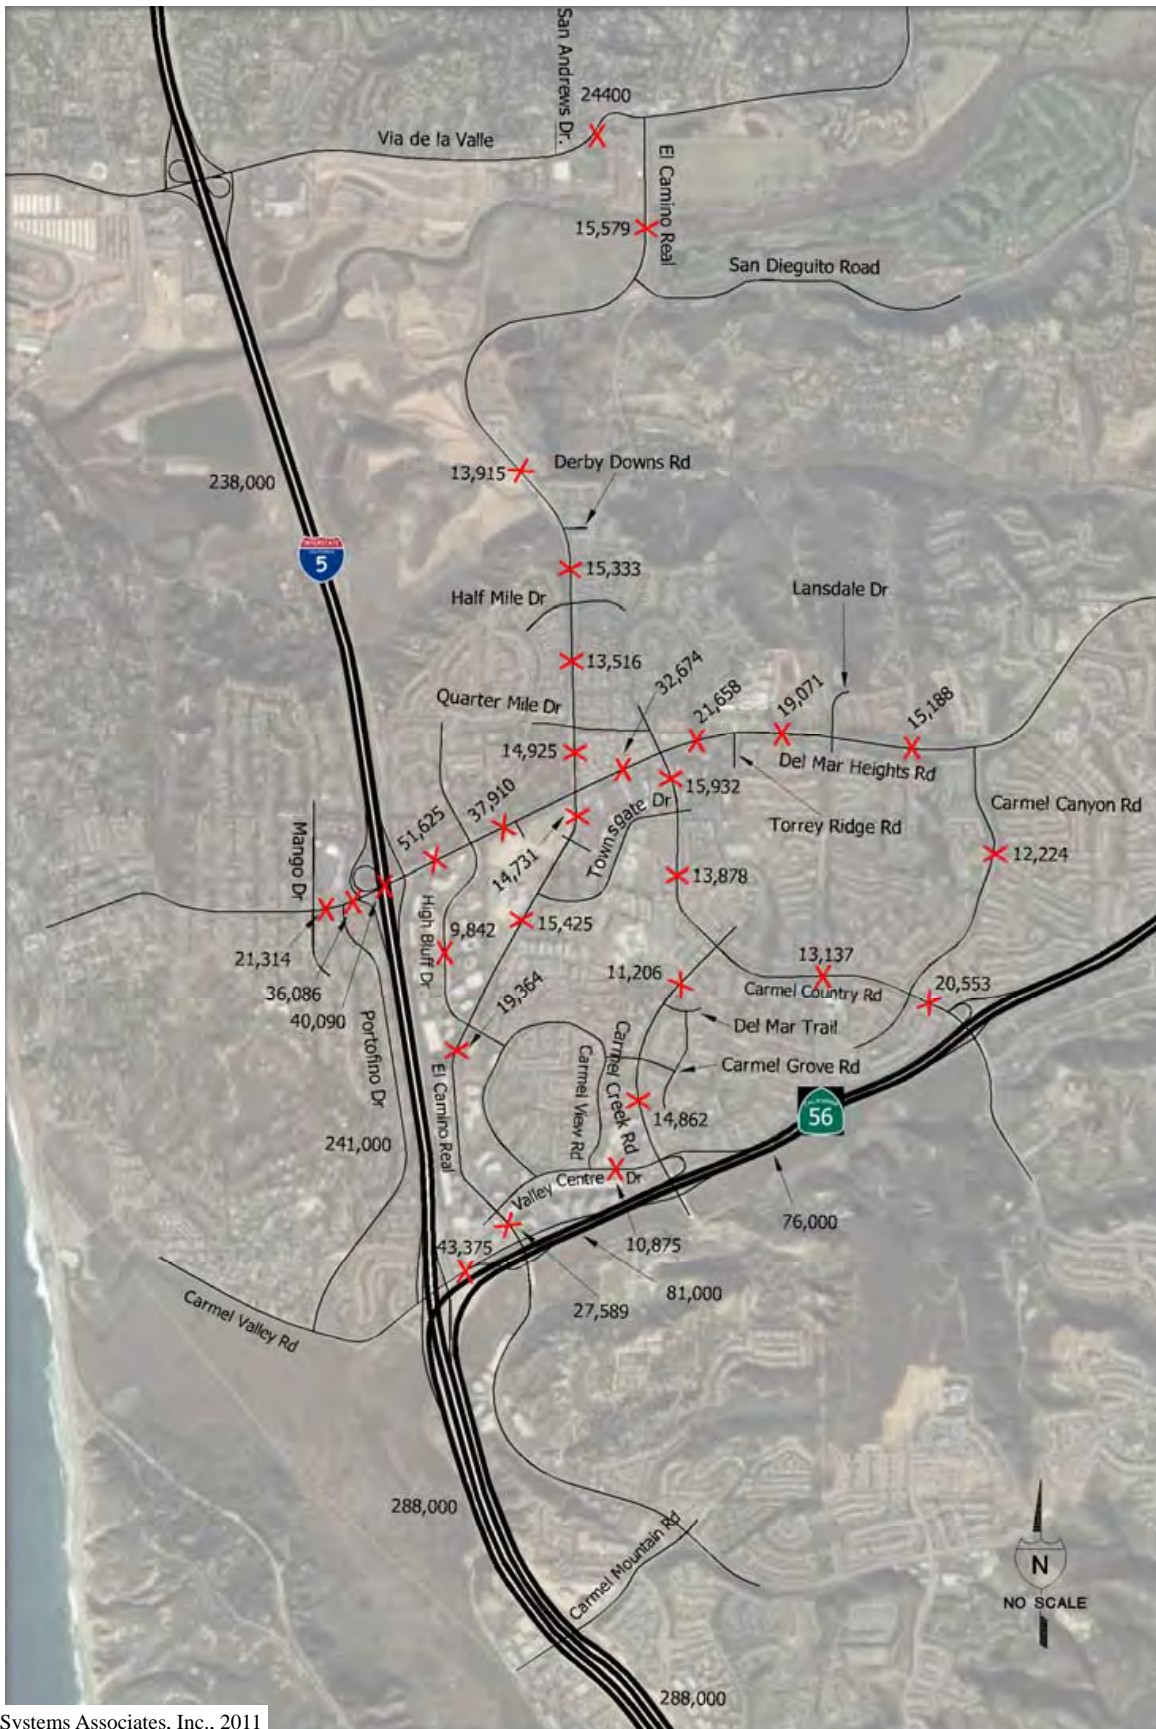 San Andrews Dr.
24400
Via de la Valle
El Camino Real
15,579
San Dieguito Road
13,915
Derby Downs Rd
238,000
INTERSTATE
CALIFORNIA
5
15,333
Half Mile Dr
Lansdale Dr
13,516
32,674
21,658
19,071
15,188
Quarter Mile Dr
14,925
Del Mar Heights Rd
15,932
Carmel Canyon Rd
37,910
51,625
Townsgate Dr
Torrey Ridge Rd
Mango Dr
14,731
12,224
13,878
High Bluff Dr
9,842
15,425
21,314
36,086
40,090
19,364
11,206
13,137
Carmel Country Rd
20,553
Portofino Dr
Del Mar Trail
Carmel View Rd
Carmel Creek Rd
Carmel Grove Rd
El Camino Real
CALIFORNIA
56
14,862
241,000
Valley Centre Dr
76,000
43,375
10,875
81,000
27,589
Carmel Valley Rd
288,000
Carmel Mountain Rd
N
NO SCALE
288,000
Systems Associates, Inc., 2011